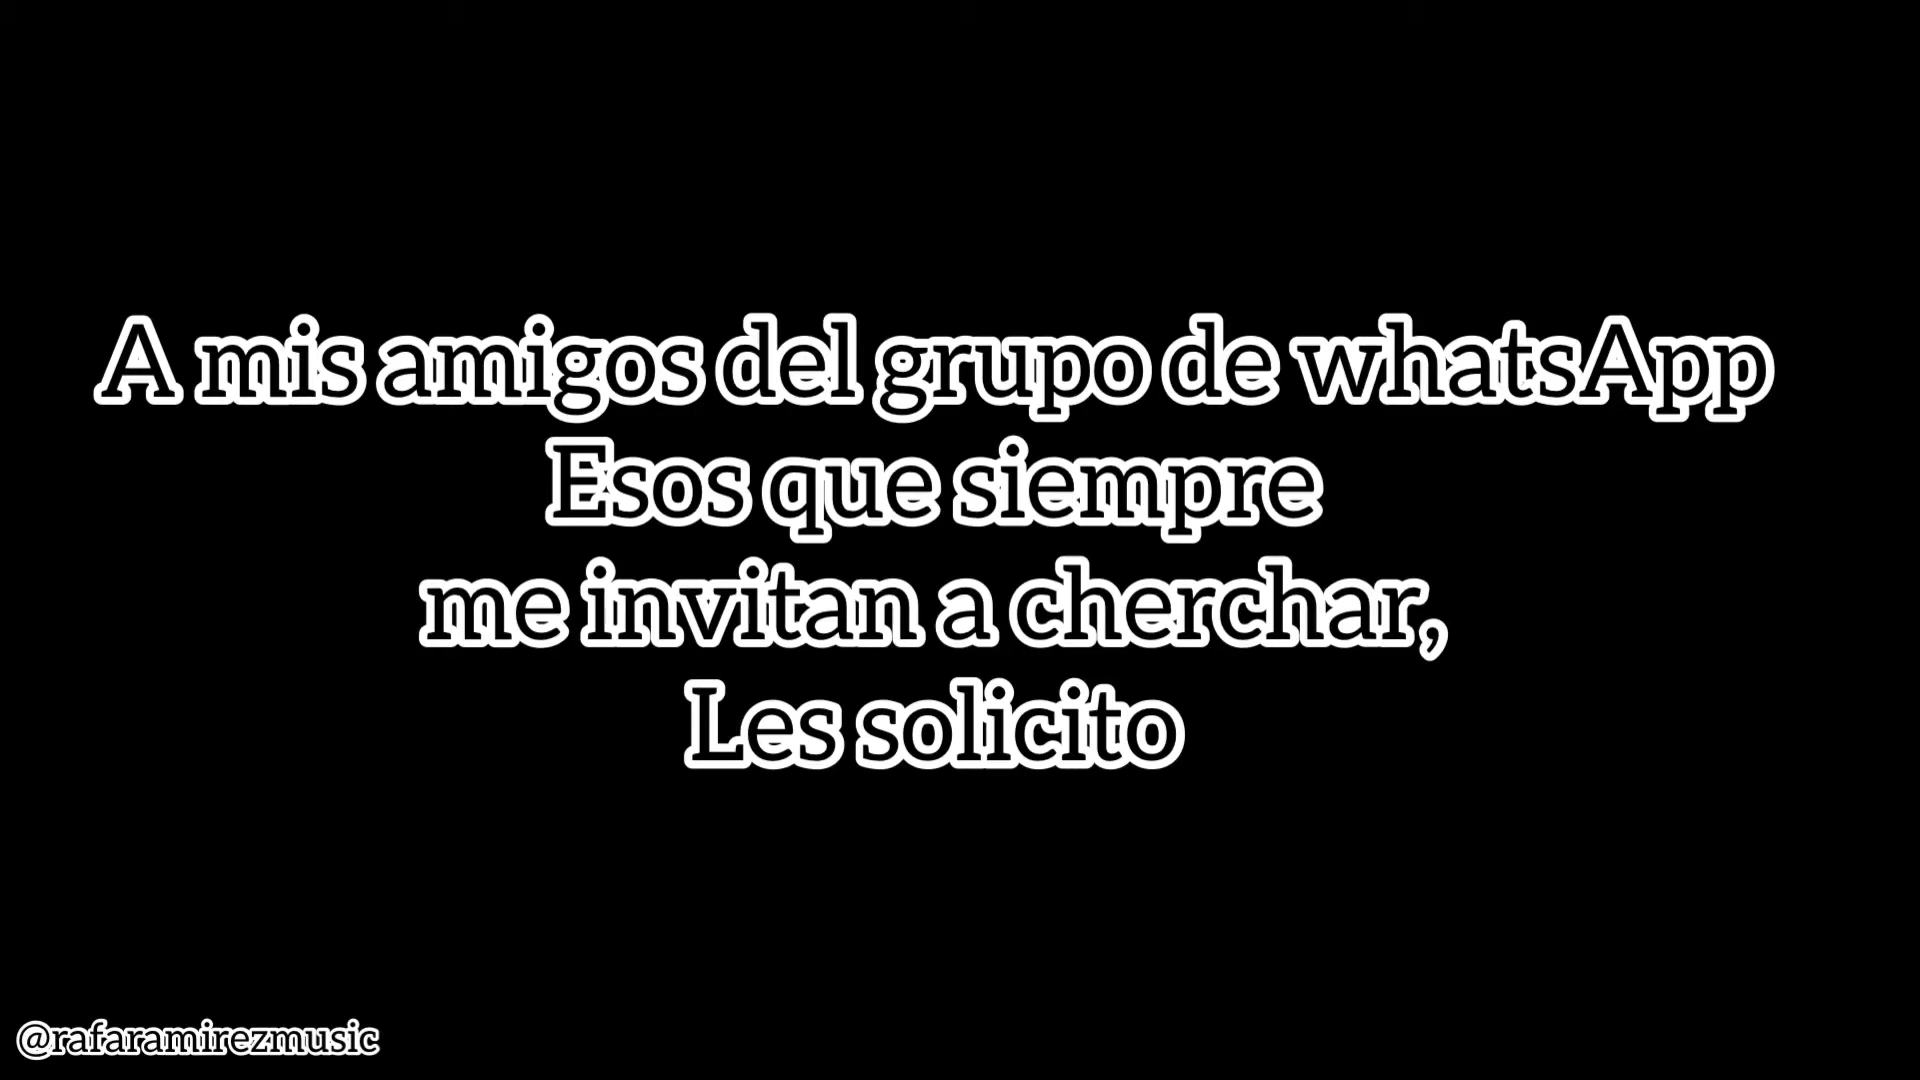 A mis amigos del grupo de whatsApp
Esos que siempre
me invitan a cherchar,
Les solicito
@rafaramirezmusic